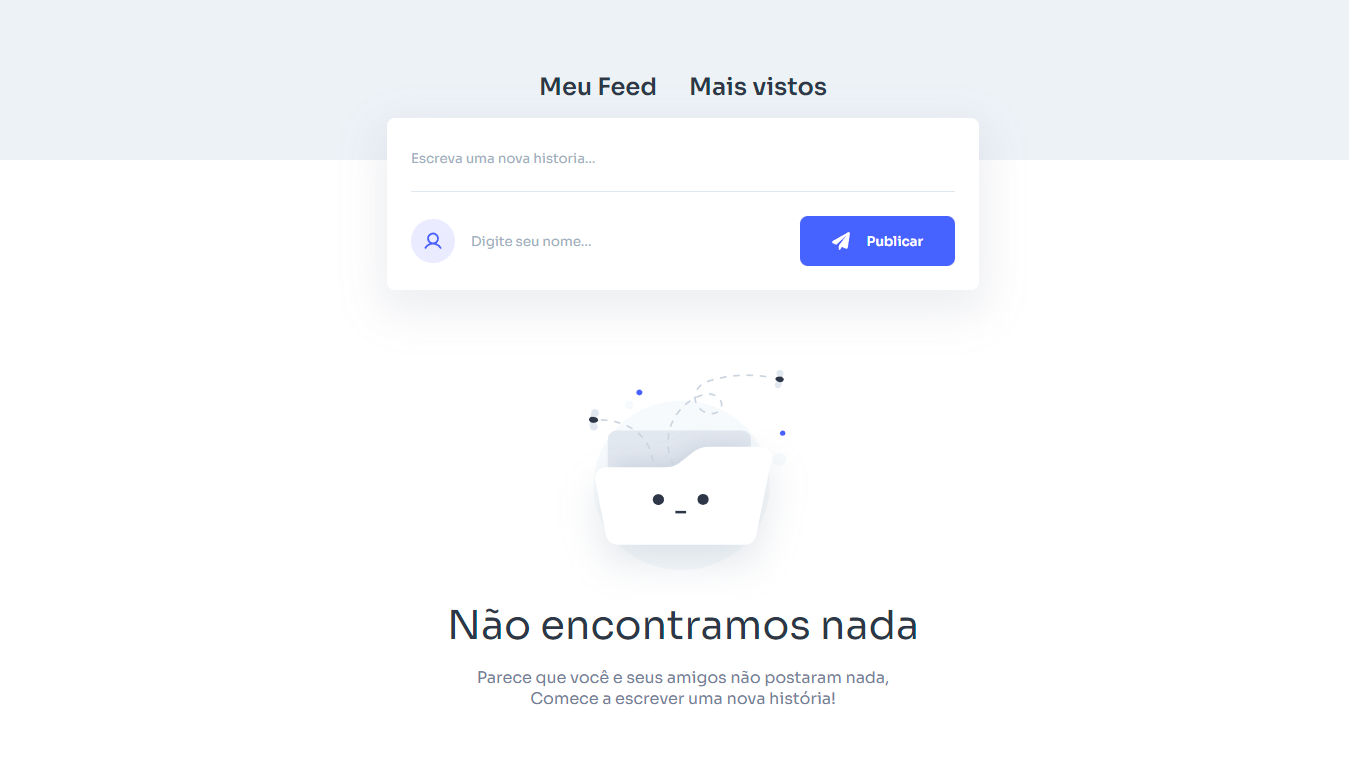 Meu Feed Mais vistos
Escreva uma nova historia...
Digite seu nome...
Publicar
Não encontramos nada
Parece que você e seus amigos não postaram nada,
Comece a escrever uma nova história!